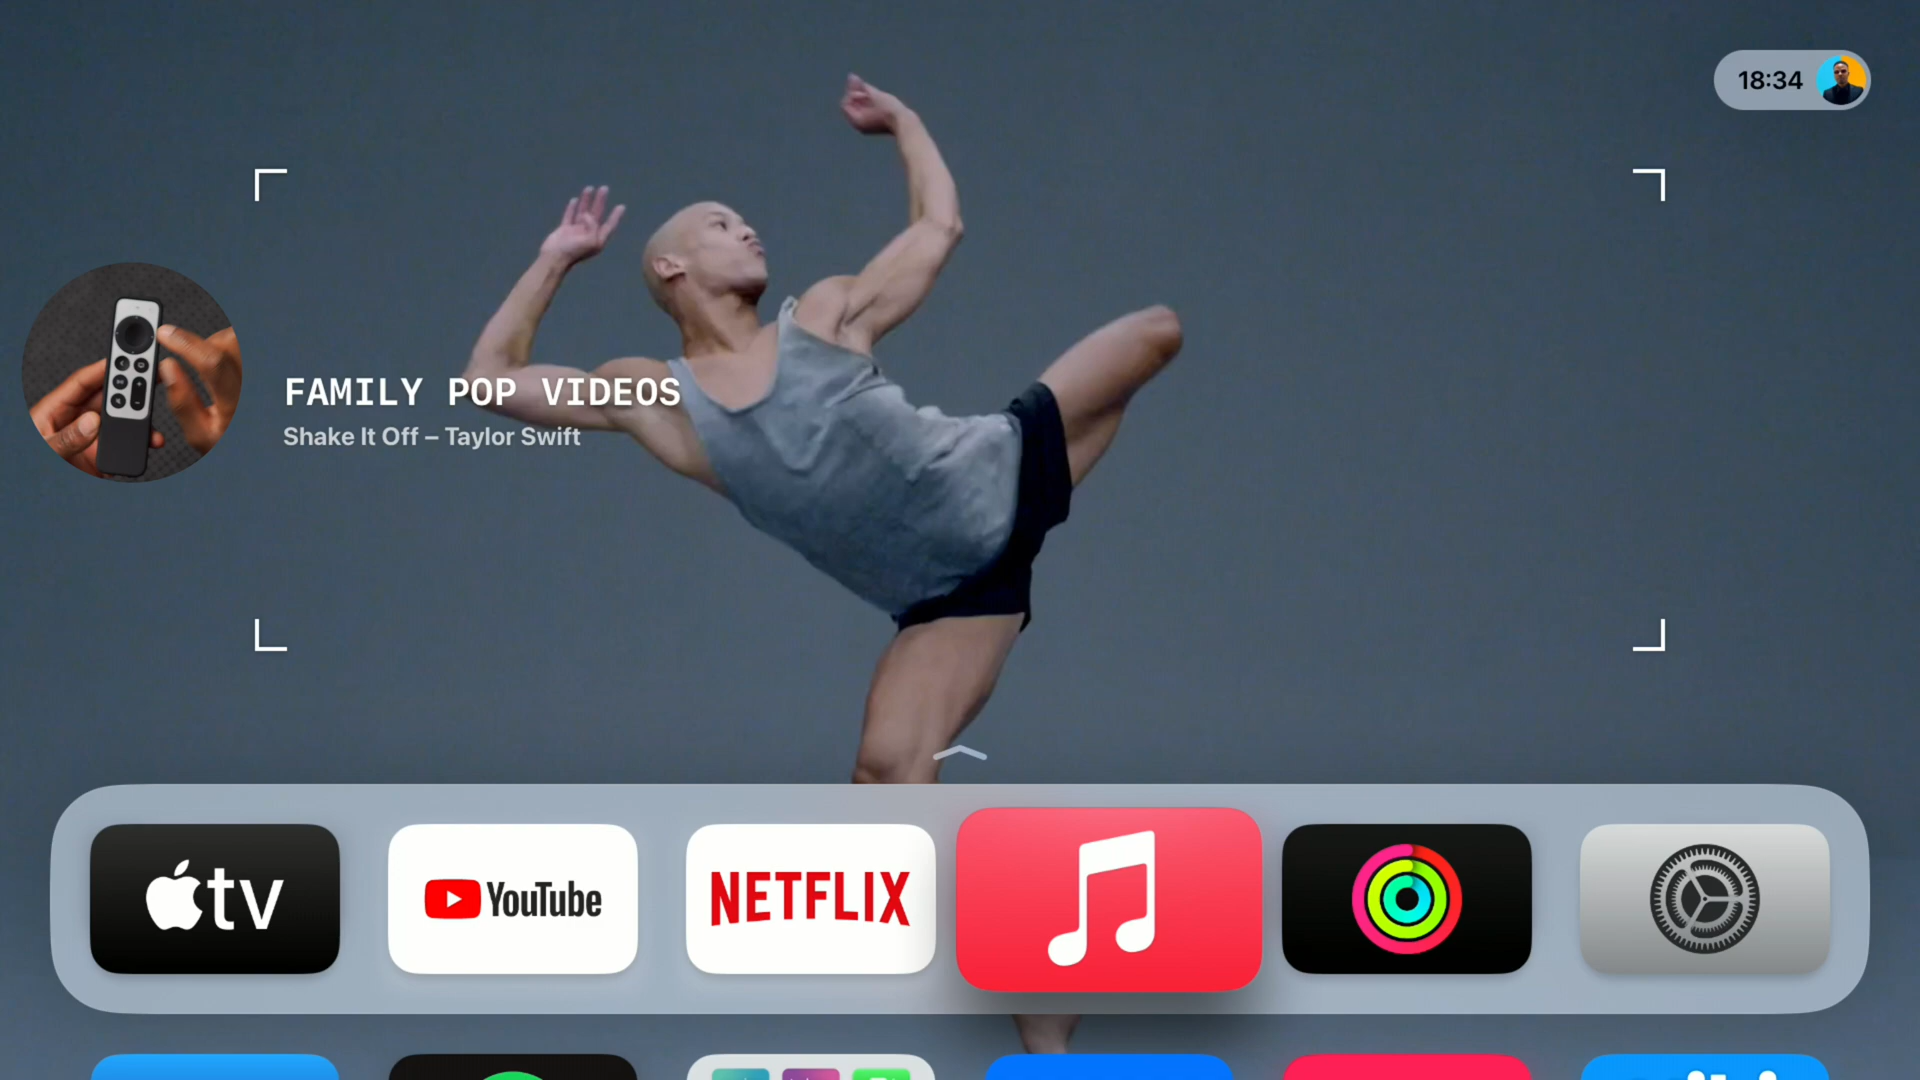 18:34
FAMILY POP VIDEOS
Shake It Off – Taylor Swift
tv
YouTube
NETFLIX